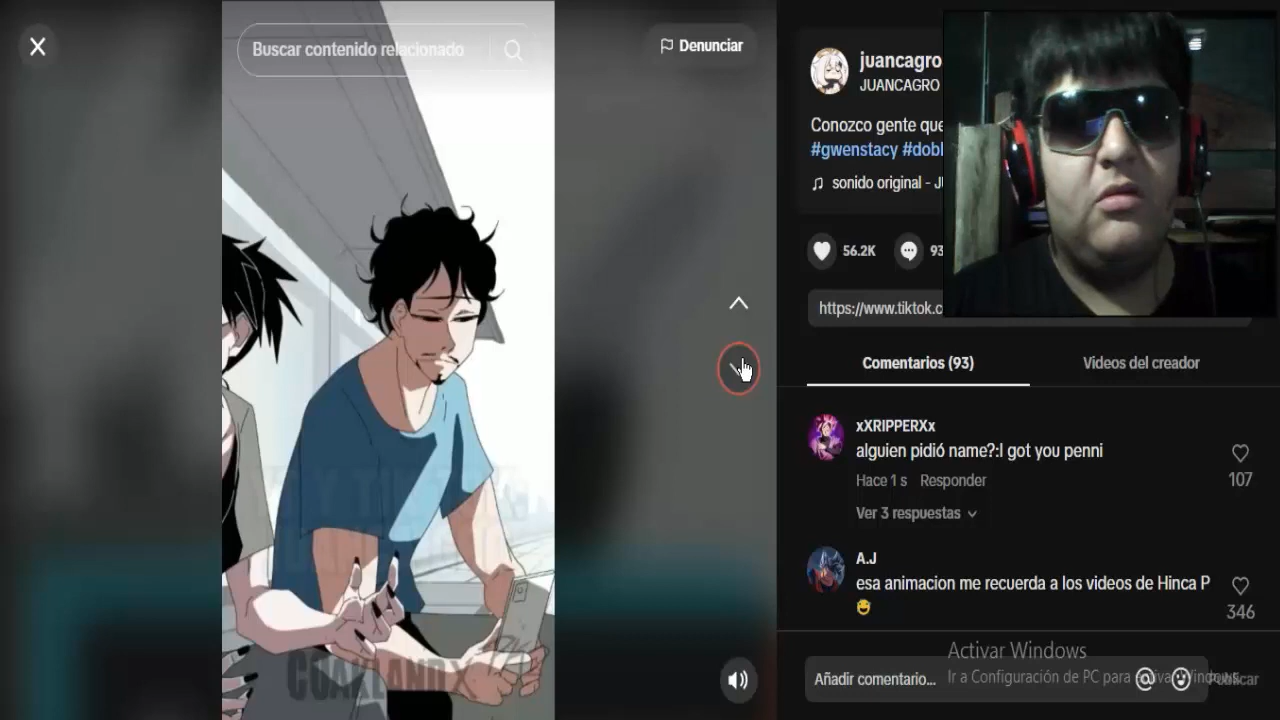 Buscar contenido relacionado
Denunciar
juancagro
JUANCAGRO
Conozco gente que
#gwenstacy #dobl
sonido original - JU
56.2K
93
https://www.tiktok.c
Comentarios (93)
Videos del creador
xXRIPPERXx
alguien pidió name?:I got you penni
107
Hace 1 s Responder
Ver 3 respuestas
A.J
esa animacion me recuerda a los videos de Hinca P
346
Activar Windows
Ir a Configuración de PC para activar Windows.
Añadir comentario...
Publicar
CUAKLAND X